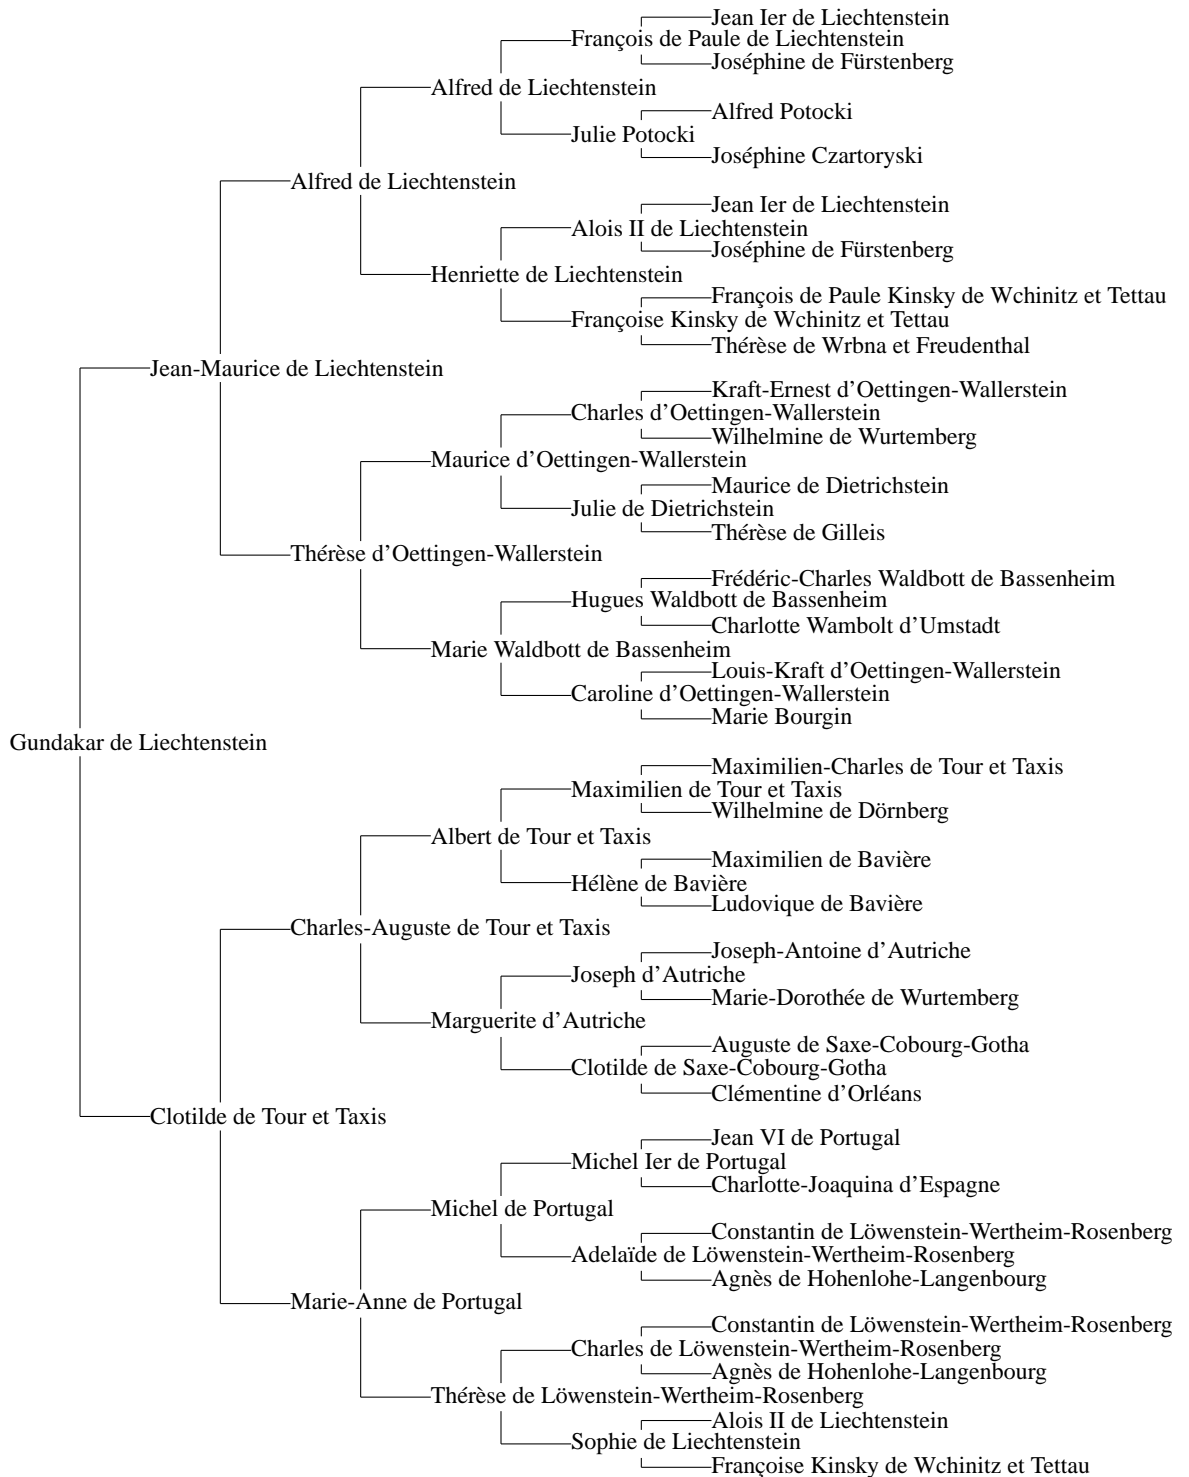 Jean Ier de Liechtenstein
François de Paule de Liechtenstein
Joséphine de Fürstenberg
Alfred de Liechtenstein
Alfred Potocki
Julie Potocki
Joséphine Czartoryski
Alfred de Liechtenstein
Jean Ier de Liechtenstein
Alois II de Liechtenstein
Joséphine de Fürstenberg
Henriette de Liechtenstein
François de Paule Kinsky de Wchinitz et Tettau
Françoise Kinsky de Wchinitz et Tettau
Thérèse de Wrbna et Freudenthal
Jean-Maurice de Liechtenstein
Kraft-Ernest d'Oettingen-Wallerstein
Charles d'Oettingen-Wallerstein
Wilhelmine de Wurtemberg
Maurice d'Oettingen-Wallerstein
Maurice de Dietrichstein
Julie de Dietrichstein
Thérèse de Gilleis
Thérèse d'Oettingen-Wallerstein
Frédéric-Charles Waldbott de Bassenheim
Hugues Waldbott de Bassenheim
Charlotte Wambolt d'Umstadt
Marie Waldbott de Bassenheim
Louis-Kraft d'Oettingen-Wallerstein
Caroline d'Oettingen-Wallerstein
Marie Bourgin
Gundakar de Liechtenstein
Maximilien-Charles de Tour et Taxis
Maximilien de Tour et Taxis
Wilhelmine de Dörnberg
Albert de Tour et Taxis
Maximilien de Bavière
Hélène de Bavière
Ludovique de Bavière
Charles-Auguste de Tour et Taxis
Joseph-Antoine d'Autriche
Joseph d'Autriche
Marie-Dorothée de Wurtemberg
Marguerite d'Autriche
Auguste de Saxe-Cobourg-Gotha
Clotilde de Saxe-Cobourg-Gotha
Clémentine d'Orléans
Clotilde de Tour et Taxis
Jean VI de Portugal
Michel Ier de Portugal
Charlotte-Joaquina d'Espagne
Michel de Portugal
Constantin de Löwenstein-Wertheim-Rosenberg
Adelaïde de Löwenstein-Wertheim-Rosenberg
Agnès de Hohenlohe-Langenbourg
Marie-Anne de Portugal
Constantin de Löwenstein-Wertheim-Rosenberg
Charles de Löwenstein-Wertheim-Rosenberg
Agnès de Hohenlohe-Langenbourg
Thérèse de Löwenstein-Wertheim-Rosenberg
Alois II de Liechtenstein
Sophie de Liechtenstein
Françoise Kinsky de Wchinitz et Tettau